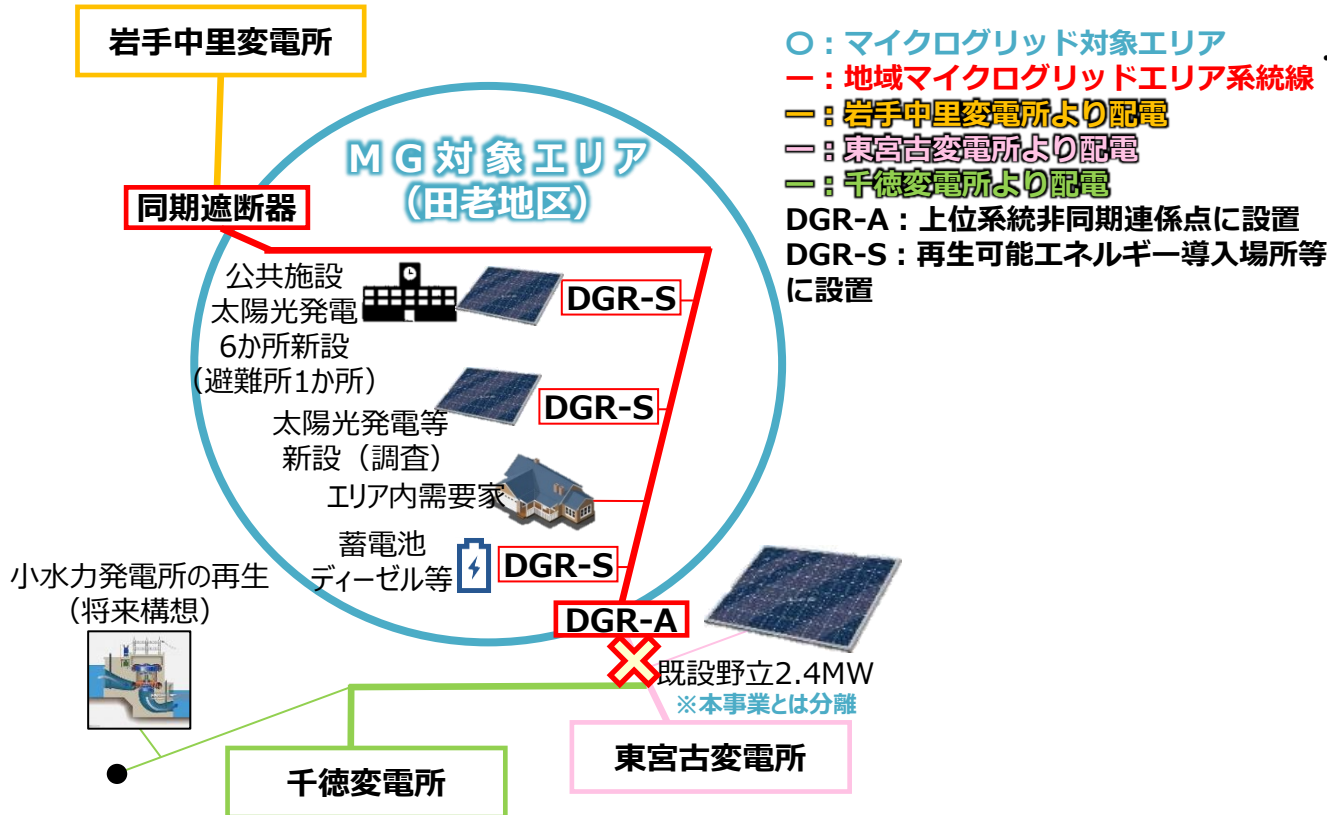 岩手中里変電所
〇：マイクログリッド対象エリア
ー：地域マイクログリッドエリア系統線
ー：岩手中里変電所より配電
ー：東宮古変電所より配電
ー：千徳変電所より配電
DGR-A：上位系統非同期連係点に設置
DGR-S：再生可能エネルギー導入場所等
に設置
ＭＧ対象エリア
（田老地区）
同期遮断器
公共施設
太陽光発電
6か所新設
（避難所1か所）
DGR-S
太陽光発電等
新設（調査）
DGR-S
エリア内需要家
蓄電池
ディーゼル等
DGR-S
小水力発電所の再生
（将来構想）
DGR-A
既設野立2.4MW
※本事業とは分離
東宮古変電所
千徳変電所